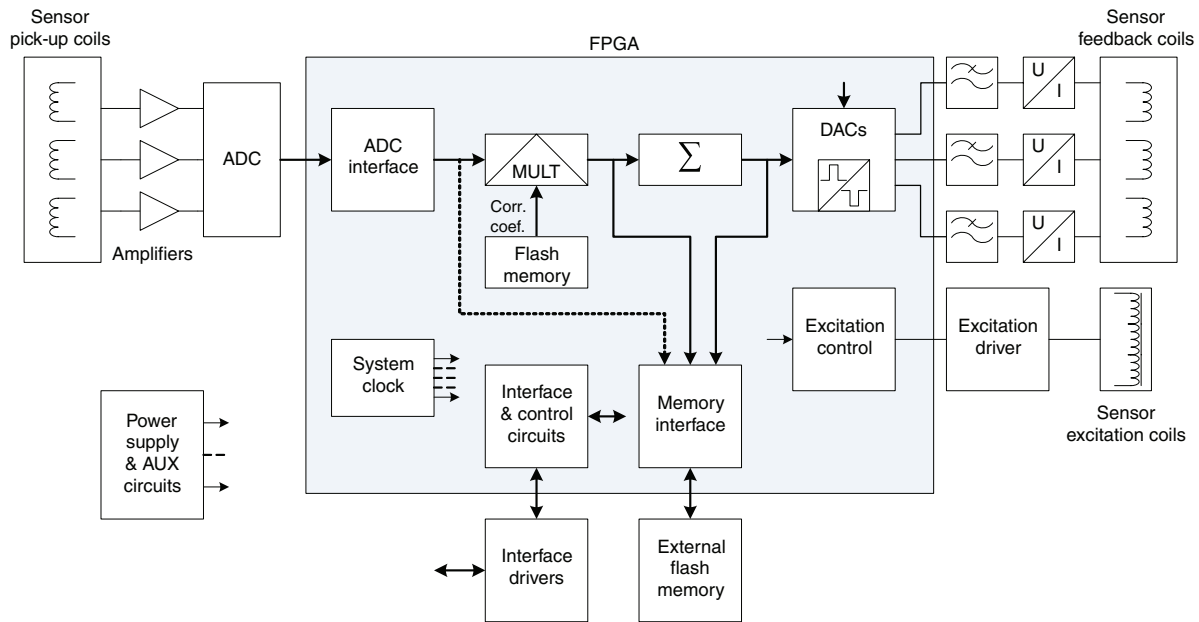 Sensor
pick-up coils
FPGA
Sensor
feedback coils
ADC
ADC
interface
MULT
Σ
DACs
U
I
U
I
U
I
Corr.
coef.
Flash
memory
Amplifiers
System
clock
Interface
& control
circuits
Memory
interface
Excitation
control
Excitation
driver
Sensor
excitation coils
Power
supply
& AUX
circuits
Interface
drivers
External
flash
memory